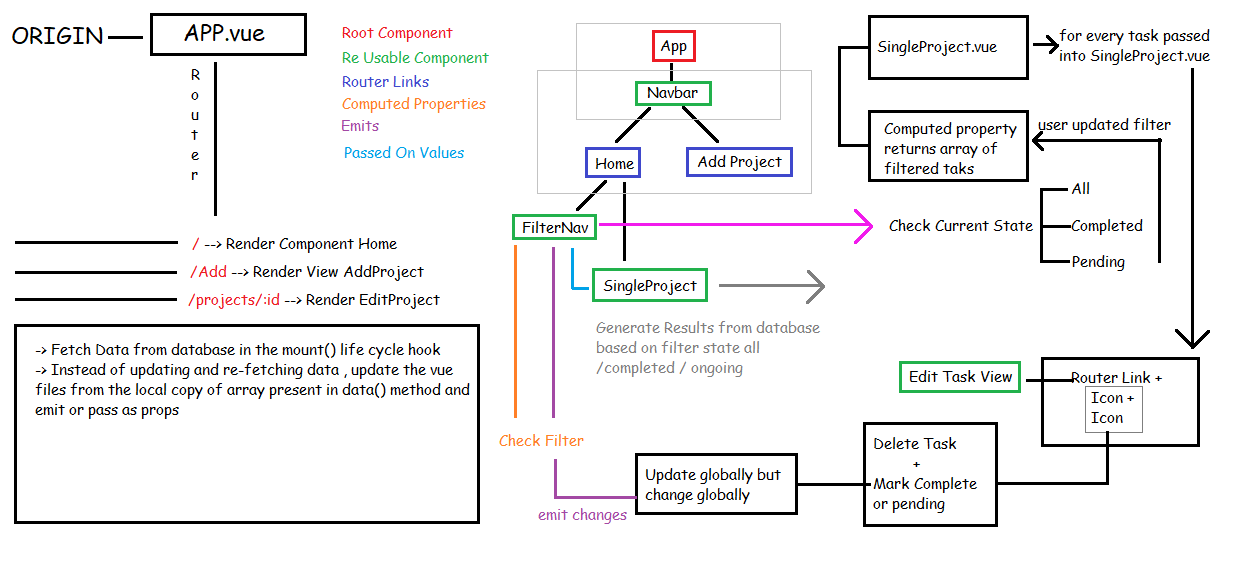 ORIGIN
APP.vue
Router
/ --> Render Component Home
/Add --> Render View AddProject
/projects/:id --> Render EditProject
-> Fetch Data from database in the mount() life cycle hook
-> Instead of updating and re-fetching data , update the vue
files from the local copy of array present in data() method and
emit or pass as props
Root Component
Re Usable Component
Router Links
Computed Properties
Emits
Passed On Values
App
Navbar
Home
Add Project
FilterNav
SingleProject
Generate Results from database
based on filter state all
/completed / ongoing
Check Filter
emit changes
Update globally but
change globally
SingleProject.vue
for every task passed
into SingleProject.vue
Computed property
returns array of
filtered taks
user updated filter
Check Current State
All
Completed
Pending
Edit Task View
Router Link +
Icon +
Icon
Delete Task
+
Mark Complete
or pending